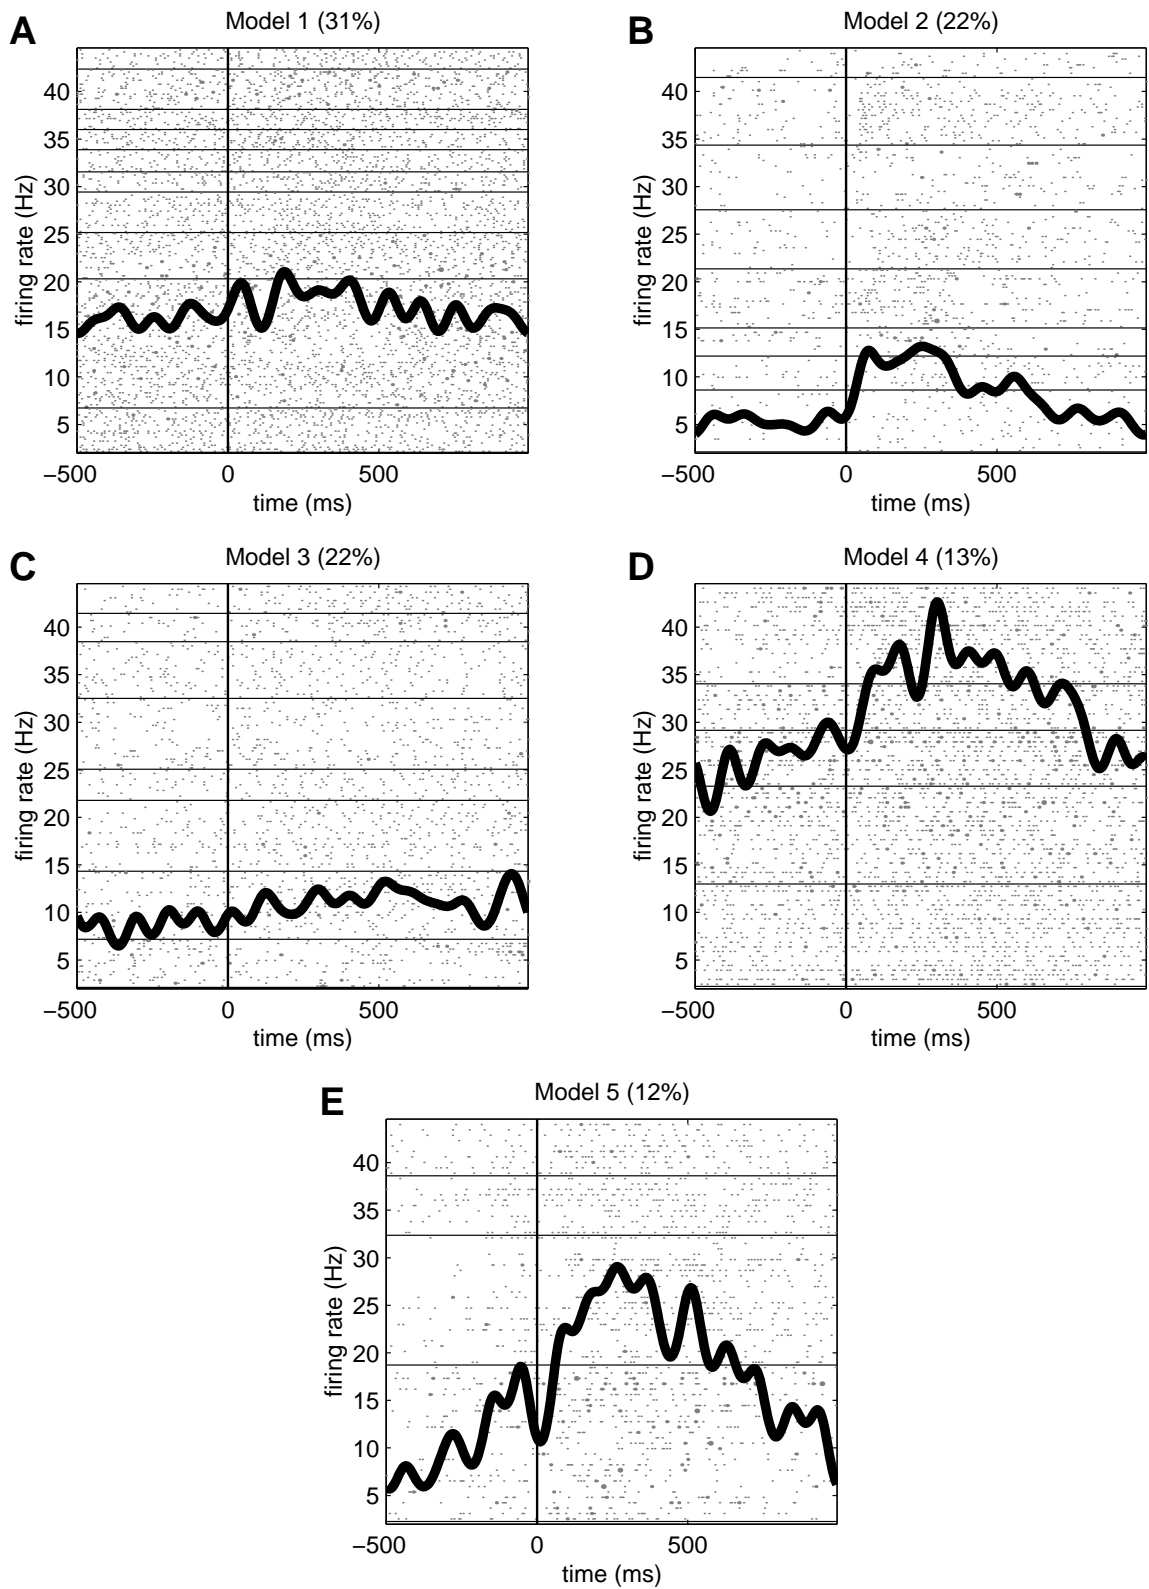 A
Model 1 (31%)
firing rate (Hz)
40
35
30
25
20
15
10
5
−500
0
500
time (ms)
B
Model 2 (22%)
firing rate (Hz)
40
35
30
25
20
15
10
5
−500
0
500
time (ms)
C
Model 3 (22%)
firing rate (Hz)
40
35
30
25
20
15
10
5
−500
0
500
time (ms)
D
Model 4 (13%)
firing rate (Hz)
40
35
30
25
20
15
10
5
−500
0
500
time (ms)
E
Model 5 (12%)
firing rate (Hz)
40
35
30
25
20
15
10
5
−500
0
500
time (ms)